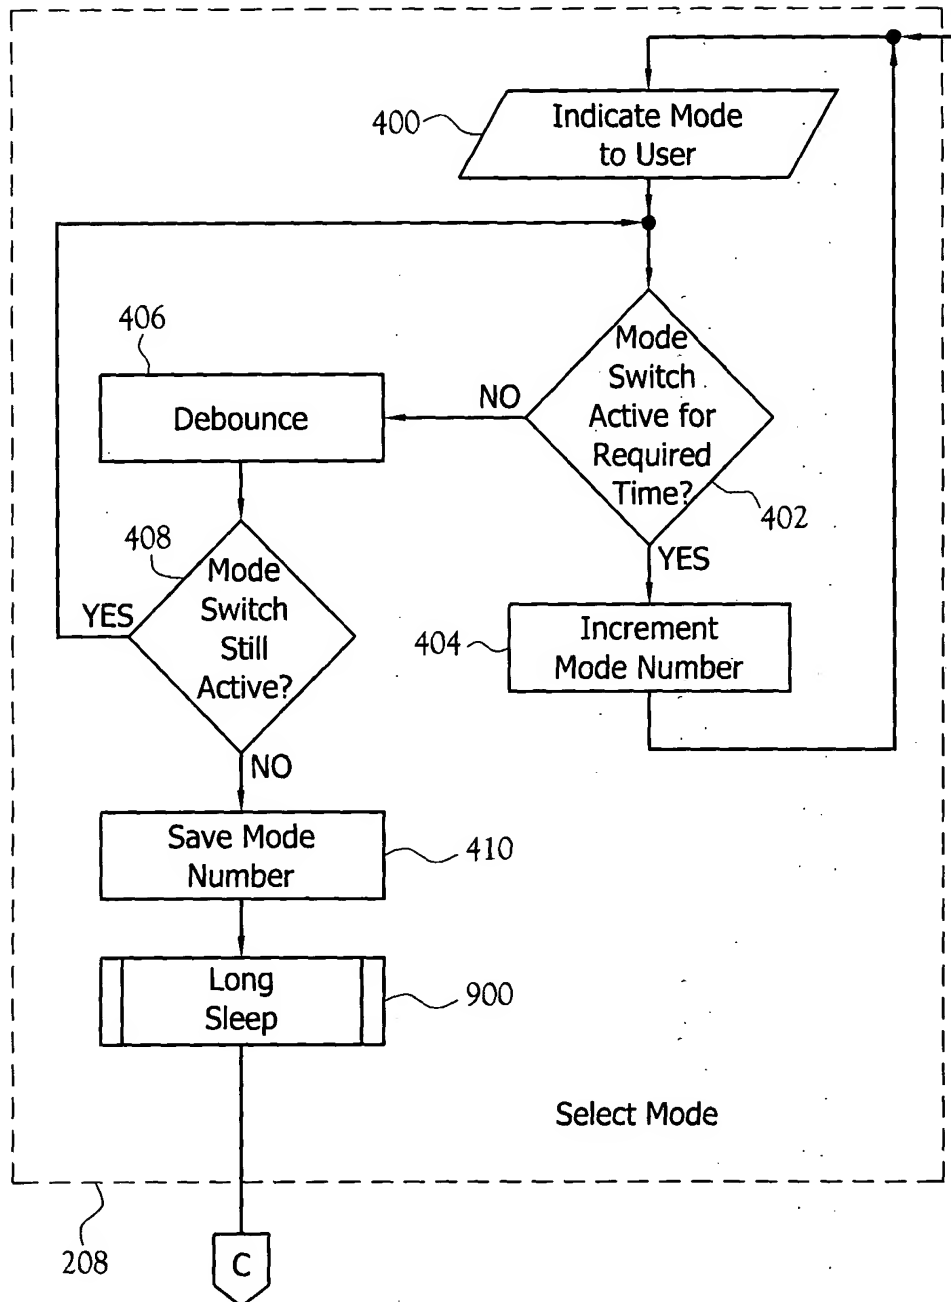 400
Indicate Mode
to User
406
Mode
Switch
Active for
Required
Time?
NO
Debounce
402
408
YES
Mode
Switch
Still
Active?
YES
404
Increment
Mode Number
NO
Save Mode
Number
410
Long
Sleep
900
Select Mode
208
C